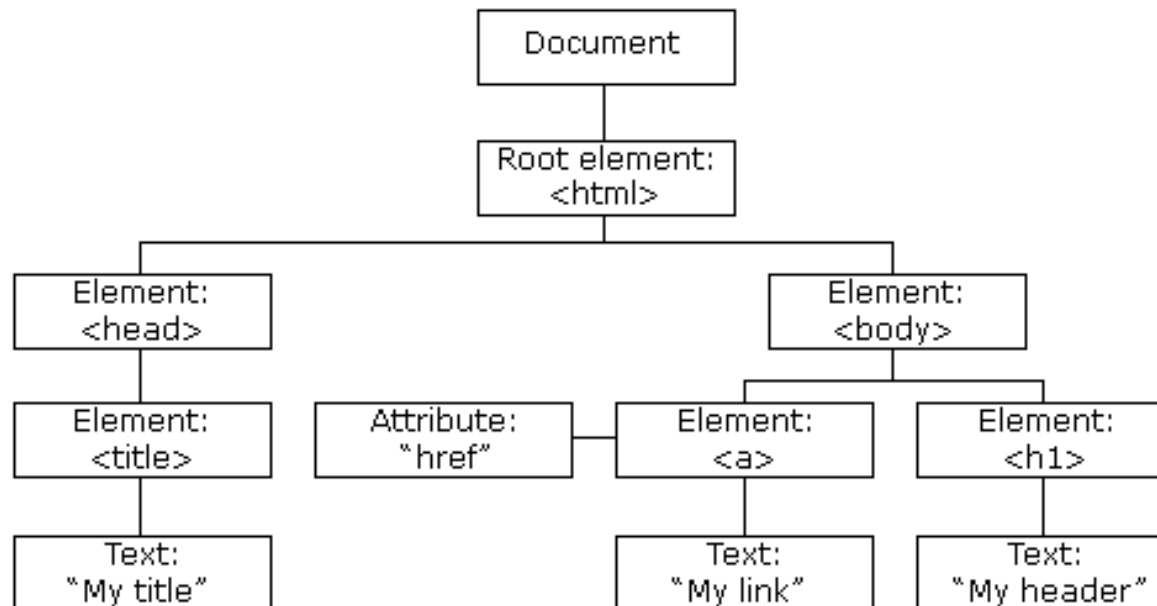 Document
Root element:
<html>
Element:
<head>
Element:
<body>
Element:
<title>
Attribute:
“href”
Element:
<a>
Element:
<h1>
Text:
“My title”
Text:
“My link”
Text:
“My header”